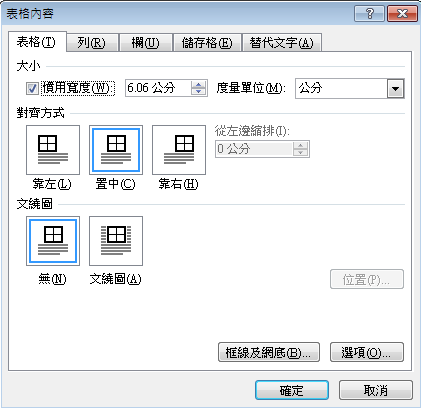 表格內容
表格(T) 列(R) 欄(U) 儲存格(E) 替代文字(A)
大小
慣用寬度(W): 6.06 公分 度量單位(M): 公分
對齊方式
從左邊縮排(I):
0 公分
靠左(L) 置中(C) 靠右(H)
文繞圖
無(N) 文繞圖(A)
位置(P)...
框線及網底(B)... 選項(O)...
確定 取消